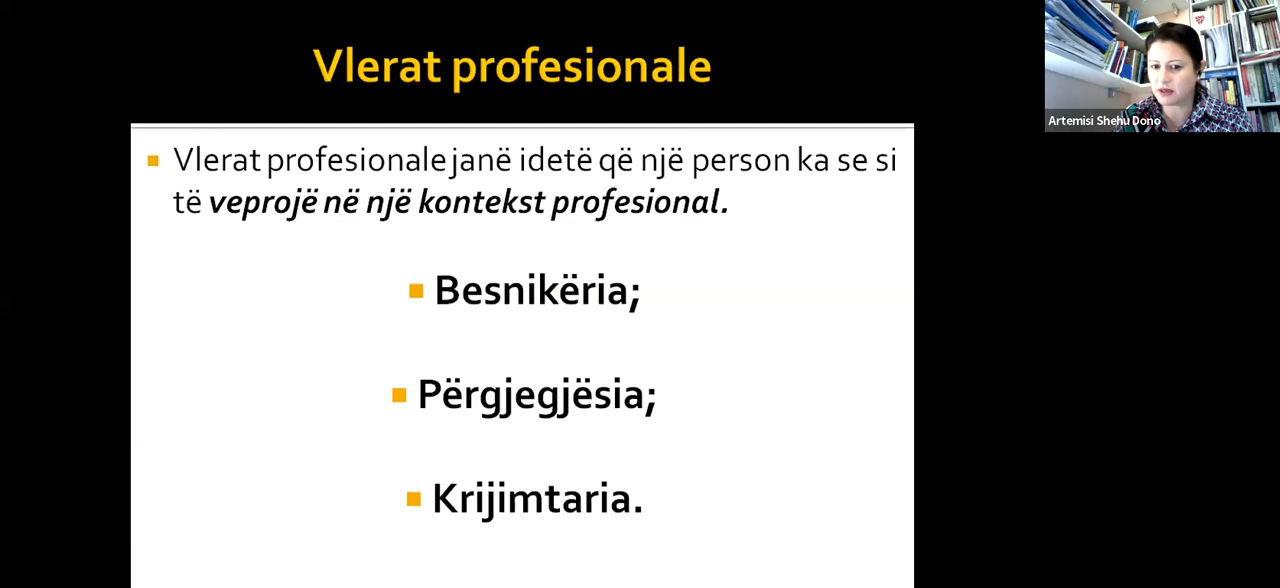 Vlerat profesionale
Vlerat profesionale janë idetë që një person ka se si
të veprojë në një kontekst profesional.
Besnikëria;
Përgjegjësia;
Krijimtaria.
Artemisi Shehu Dono